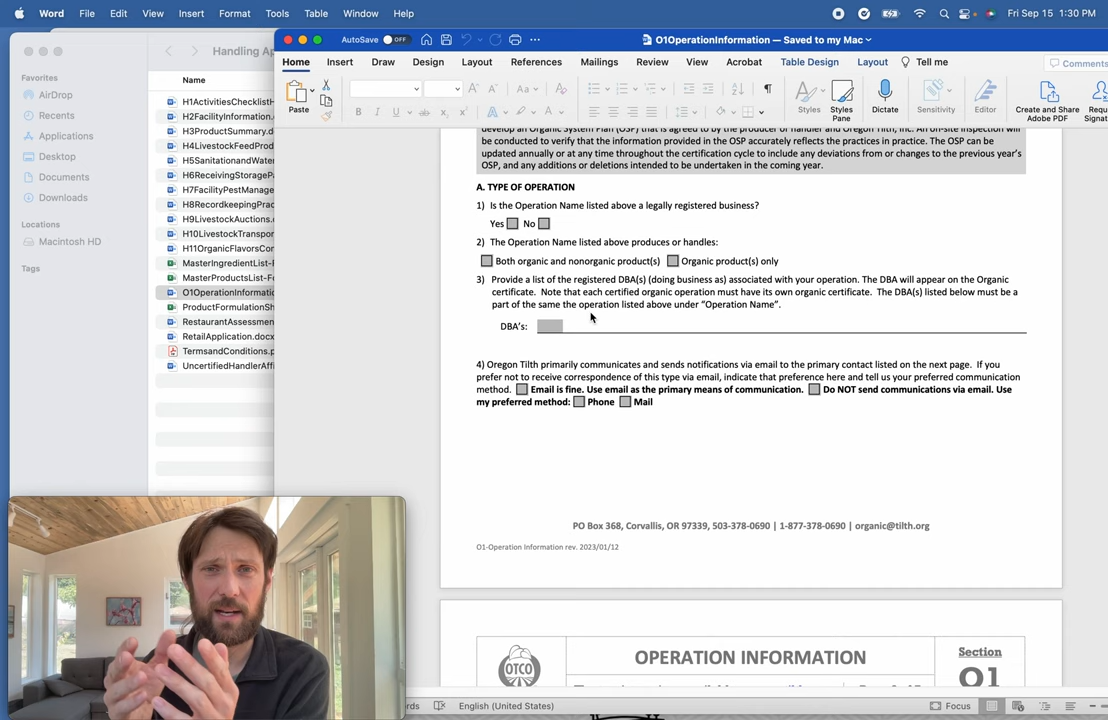 Word File Edit View Insert Format Tools Table Window Help
Fri Sep 15 1:30 PM
Handling Ap
Favorites
AirDrop
Recents
Applications
Desktop
Documents
Downloads
Locations
Macintosh HD
Tags
Name
H1ActivitiesChecklistH
H2FacilityInformation.
H3ProductSummary.d
H4LivestockFeedProd
H5SanitationandWate
H6ReceivingStorageP
H7FacilityPestManage
H8RecordkeepingPrac
H9LivestockAuctions.
H10LivestockTranspor
H11OrganicFlavorsCor
MasterIngredientList-
MasterProductsList-Fe
O1OperationInformatic
ProductFormulationSh
RestaurantAssessmen
RetailApplication.docx
TermsandConditions.p
UncertifiedHandlerAffi
AutoSave OFF
O1OperationInformation — Saved to my Mac
Home Insert Draw Design Layout References Mailings Review View Acrobat Table Design Layout Tell me
Comments
Paste
Styles
Styles Pane
Dictate
Sensitivity
Editor
Create and Share Adobe PDF
Requ
Signat
develop an Organic System Plan (OSP) that is agreed to by the producer or handler and Oregon Tilth, Inc. An on-site inspection will
be conducted to verify that the information provided in the OSP accurately reflects the practices in practice. The OSP can be
updated annually or at any time throughout the certification cycle to include any deviations from or changes to the previous year's
OSP, and any additions or deletions intended to be undertaken in the coming year.
A. TYPE OF OPERATION
1) Is the Operation Name listed above a legally registered business?
Yes No
2) The Operation Name listed above produces or handles:
Both organic and nonorganic product(s) Organic product(s) only
3) Provide a list of the registered DBA(s) (doing business as) associated with your operation. The DBA will appear on the Organic
certificate. Note that each certified organic operation must have its own organic certificate. The DBA(s) listed below must be a
part of the same the operation listed above under “Operation Name”.
DBA's:
4) Oregon Tilth primarily communicates and sends notifications via email to the primary contact listed on the next page. If you
prefer not to receive correspondence of this type via email, indicate that preference here and tell us your preferred communication
method. Email is fine. Use email as the primary means of communication. Do NOT send communications via email. Use
my preferred method: Phone Mail
PO Box 368, Corvallis, OR 97339, 503-378-0690 | 1-877-378-0690 | organic@tilth.org
O1-Operation Information rev. 2023/01/12
OTCO
OPERATION INFORMATION
Section
O1
English (United States)
Focus